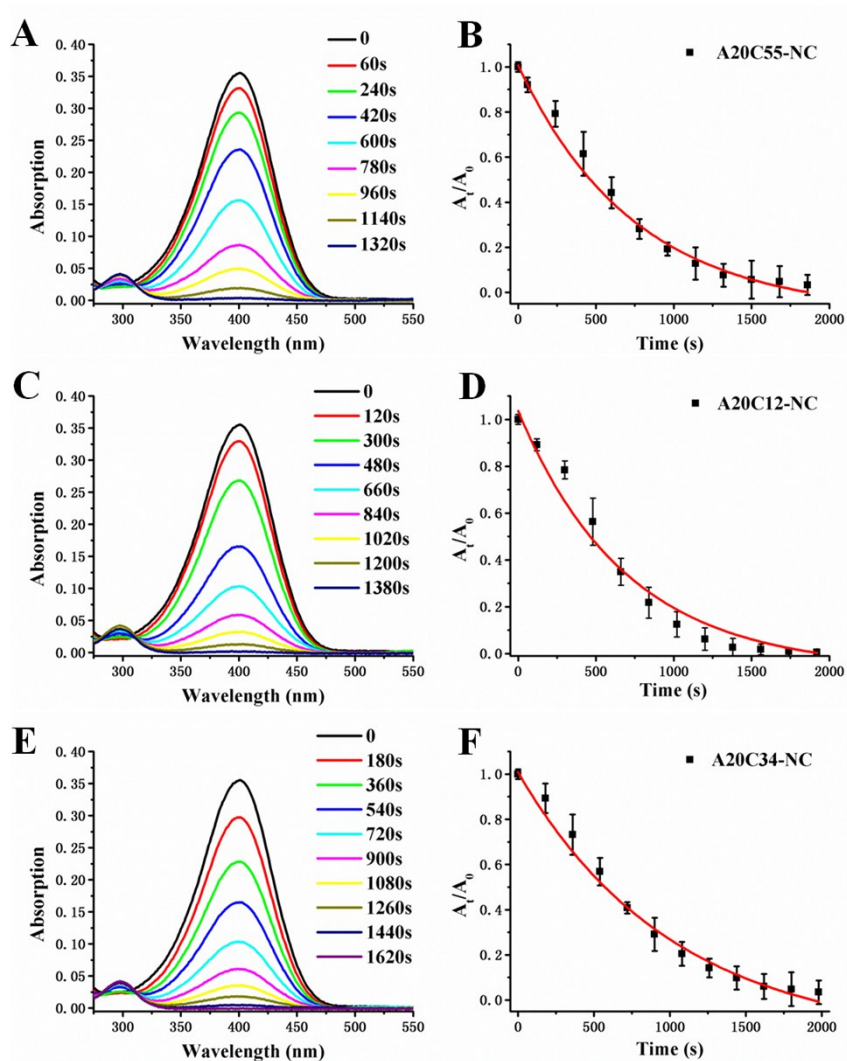 A
0.40
0.35
0.30
0.25
0.20
0.15
0.10
0.05
0.00
Absorption
300
350
400
450
500
550
Wavelength (nm)
0
60s
240s
420s
600s
780s
960s
1140s
1320s
B
A20C55-NC
1.0
0.8
0.6
0.4
0.2
0.0
At/A0
0
500
1000
1500
2000
Time (s)
C
0.40
0.35
0.30
0.25
0.20
0.15
0.10
0.05
0.00
Absorption
300
350
400
450
500
550
Wavelength (nm)
0
120s
300s
480s
660s
840s
1020s
1200s
1380s
D
A20C12-NC
1.0
0.8
0.6
0.4
0.2
0.0
At/A0
0
500
1000
1500
2000
Time (s)
E
0.40
0.35
0.30
0.25
0.20
0.15
0.10
0.05
0.00
Absorption
300
350
400
450
500
550
Wavelength (nm)
0
180s
360s
540s
720s
900s
1080s
1260s
1440s
1620s
F
A20C34-NC
1.0
0.8
0.6
0.4
0.2
0.0
At/A0
0
500
1000
1500
2000
Time (s)